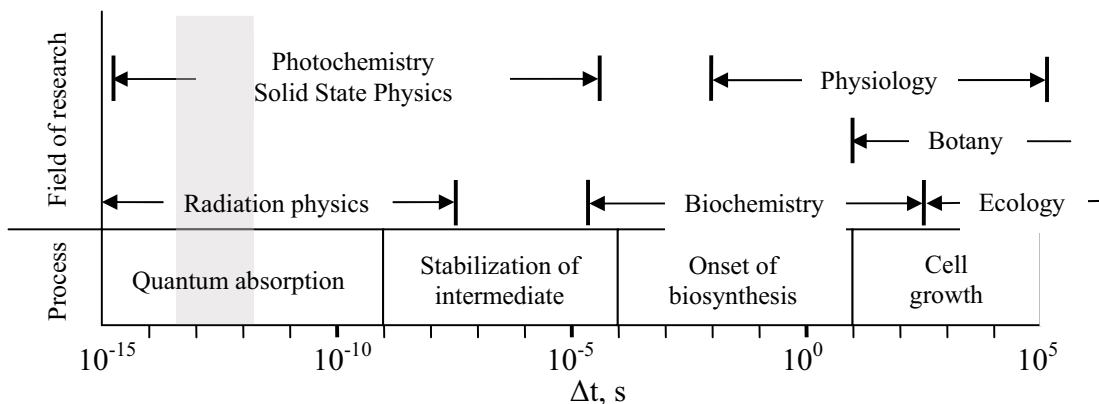 Field of research
Photochemistry
Solid State Physics
Physiology
Botany
Radiation physics
Biochemistry
Ecology
Process
Quantum absorption
Stabilization of
intermediate
Onset of
biosynthesis
Cell
growth
10⁻¹⁵ 10⁻¹⁰ 10⁻⁵ 10⁰ 10⁵
Δt, s